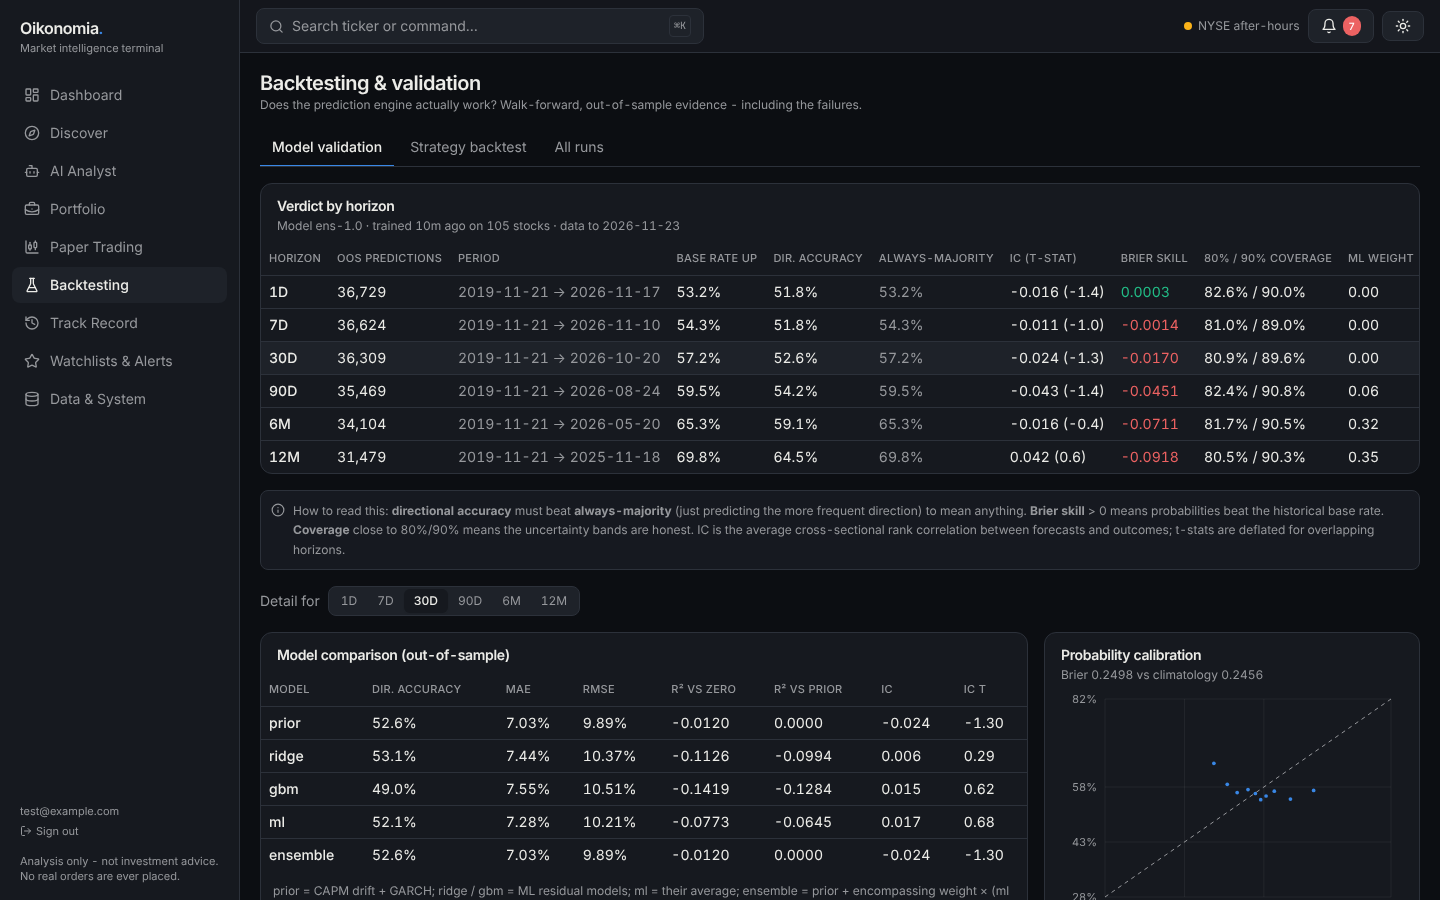 Oikonomia.
Market intelligence terminal
Dashboard
Discover
AI Analyst
Portfolio
Paper Trading
Backtesting
Track Record
Watchlists & Alerts
Data & System
test@example.com
Sign out
Analysis only - not investment advice.
No real orders are ever placed.
Search ticker or command...
⌘K
NYSE after-hours
7
Backtesting & validation
Does the prediction engine actually work? Walk-forward, out-of-sample evidence - including the failures.
Model validation Strategy backtest All runs
Verdict by horizon
Model ens-1.0 · trained 10m ago on 105 stocks · data to 2026-11-23
HORIZON OOS PREDICTIONS PERIOD BASE RATE UP DIR. ACCURACY ALWAYS-MAJORITY IC (T-STAT) BRIER SKILL 80% / 90% COVERAGE ML WEIGHT
1D 36,729 2019-11-21 → 2026-11-17 53.2% 51.8% 53.2% -0.016 (-1.4) 0.0003 82.6% / 90.0% 0.00
7D 36,624 2019-11-21 → 2026-11-10 54.3% 51.8% 54.3% -0.011 (-1.0) -0.0014 81.0% / 89.0% 0.00
30D 36,309 2019-11-21 → 2026-10-20 57.2% 52.6% 57.2% -0.024 (-1.3) -0.0170 80.9% / 89.6% 0.00
90D 35,469 2019-11-21 → 2026-08-24 59.5% 54.2% 59.5% -0.043 (-1.4) -0.0451 82.4% / 90.8% 0.06
6M 34,104 2019-11-21 → 2026-05-20 65.3% 59.1% 65.3% -0.016 (-0.4) -0.0711 81.7% / 90.5% 0.32
12M 31,479 2019-11-21 → 2025-11-18 69.8% 64.5% 69.8% 0.042 (0.6) -0.0918 80.5% / 90.3% 0.35
How to read this: directional accuracy must beat always-majority (just predicting the more frequent direction) to mean anything. Brier skill > 0 means probabilities beat the historical base rate.
Coverage close to 80%/90% means the uncertainty bands are honest. IC is the average cross-sectional rank correlation between forecasts and outcomes; t-stats are deflated for overlapping
horizons.
Detail for 1D 7D 30D 90D 6M 12M
Model comparison (out-of-sample)
MODEL DIR. ACCURACY MAE RMSE R² VS ZERO R² VS PRIOR IC IC T
prior 52.6% 7.03% 9.89% -0.0120 0.0000 -0.024 -1.30
ridge 53.1% 7.44% 10.37% -0.1126 -0.0994 0.006 0.29
gbm 49.0% 7.55% 10.51% -0.1419 -0.1284 0.015 0.62
ml 52.1% 7.28% 10.21% -0.0773 -0.0645 0.017 0.68
ensemble 52.6% 7.03% 9.89% -0.0120 0.0000 -0.024 -1.30
prior = CAPM drift + GARCH; ridge / gbm = ML residual models; ml = their average; ensemble = prior + encompassing weight × (ml
Probability calibration
Brier 0.2498 vs climatology 0.2456
82%
58%
43%
28%